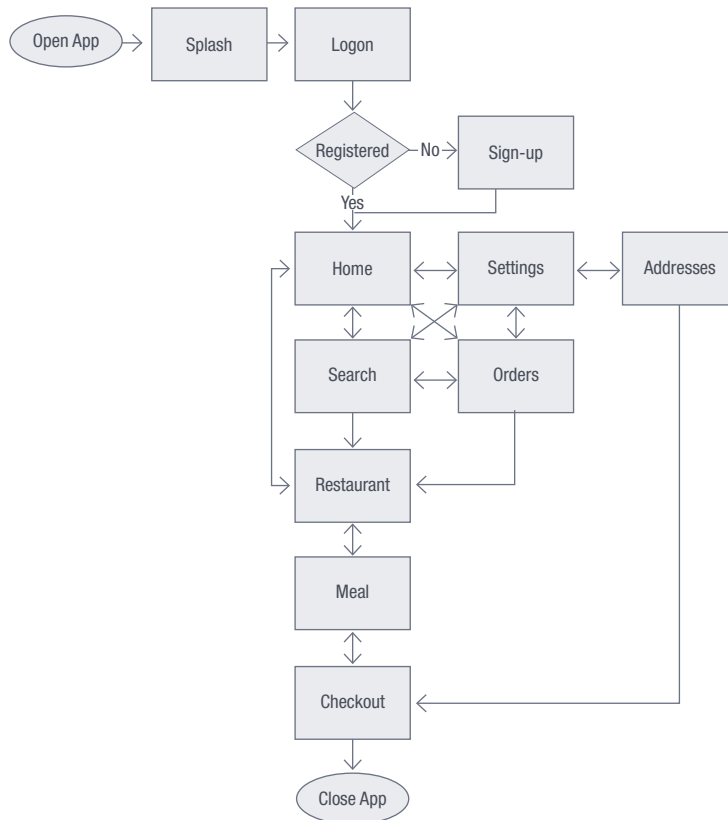 Open App
Splash
Logon
Registered
No
Sign-up
Yes
Home
Settings
Addresses
Search
Orders
Restaurant
Meal
Checkout
Close App